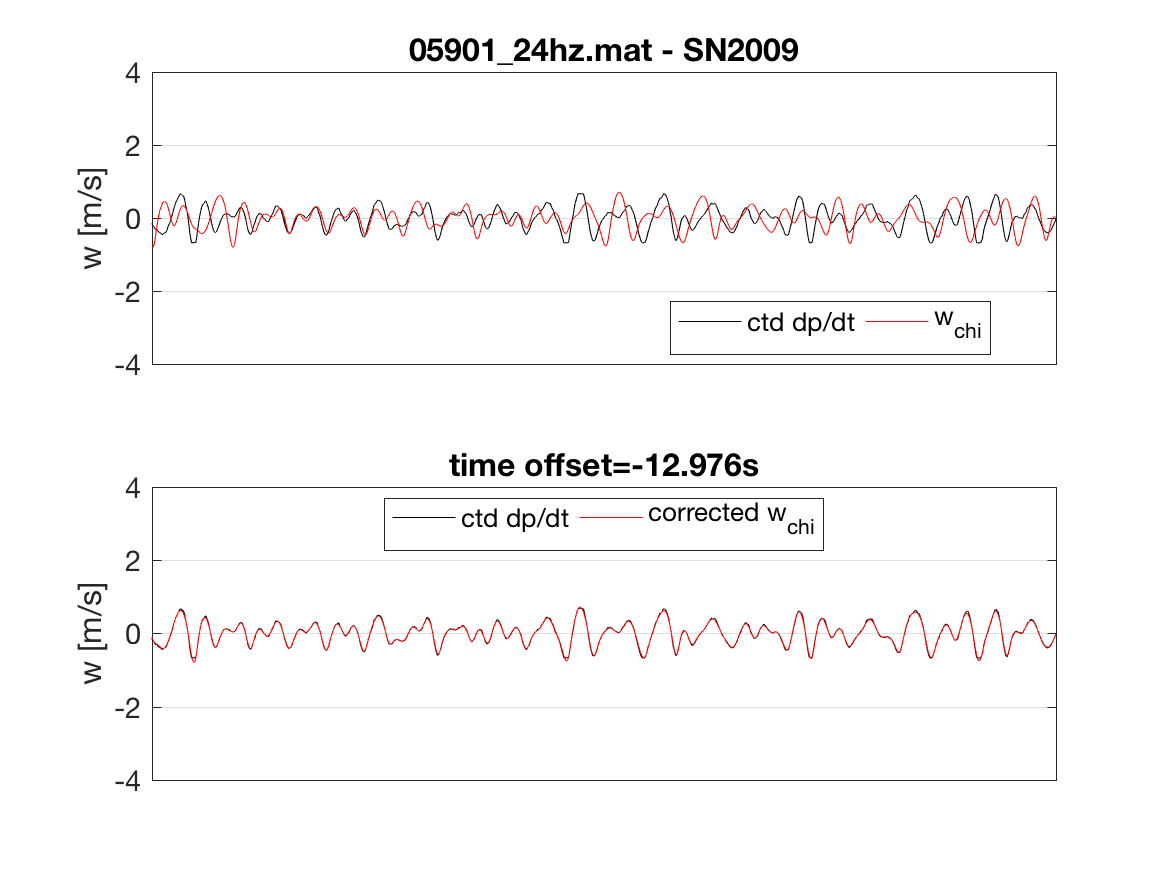 05901_24hz.mat - SN2009
4
2
0
-2
-4
w [m/s]
ctd dp/dt w_chi
time offset=-12.976s
4
2
0
-2
-4
w [m/s]
ctd dp/dt corrected w_chi